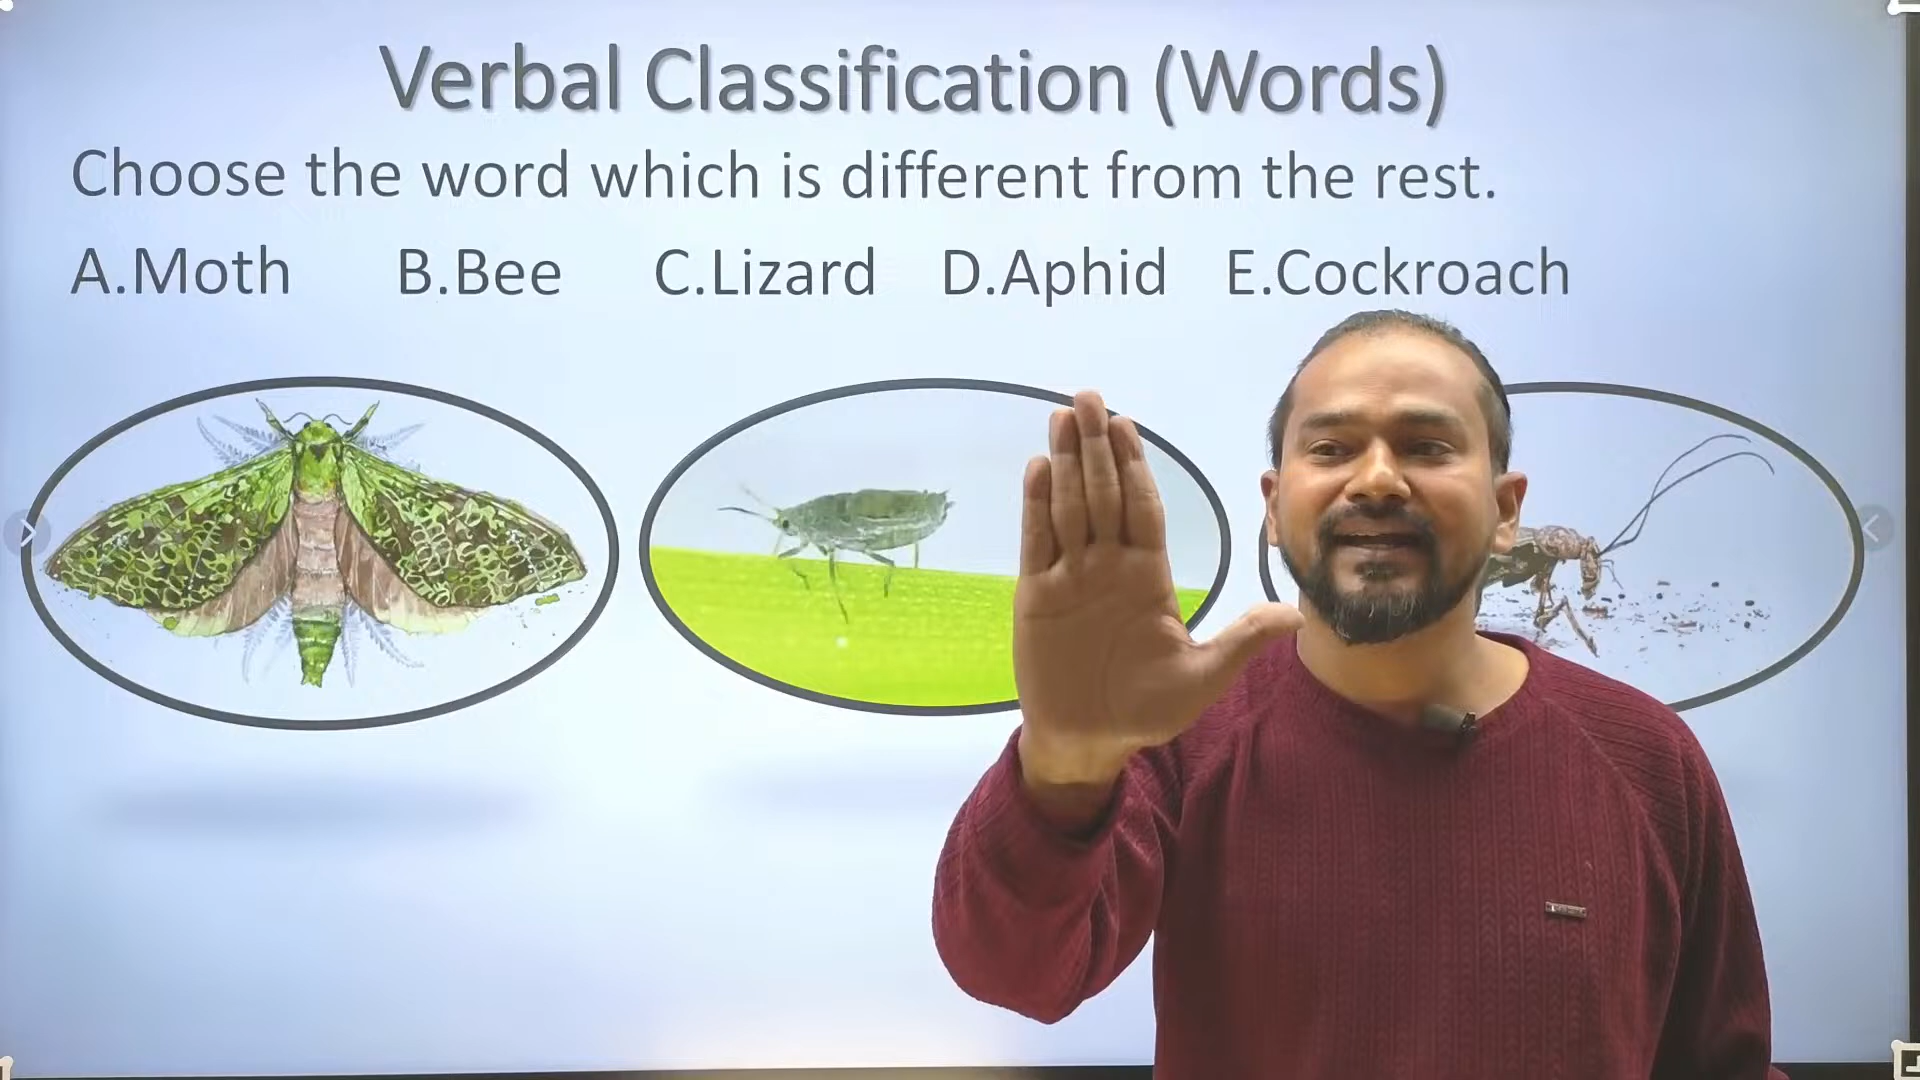 Verbal Classification (Words)
Choose the word which is different from the rest.
A.Moth B.Bee C.Lizard D.Aphid E.Cockroach